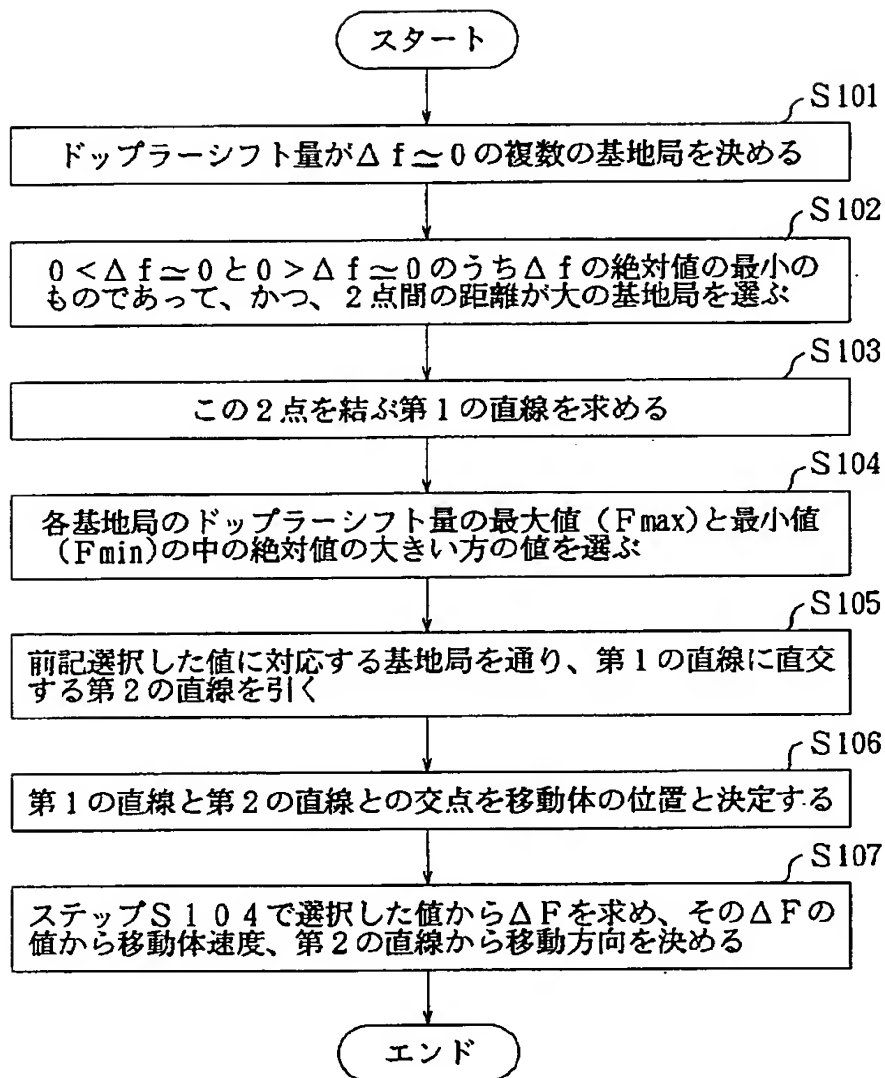 スタート
S101
ドップラーシフト量がΔf≃0の複数の基地局を決める
S102
0<Δf≃0と0>Δf≃0のうちΔfの絶対値の最小の
ものであって、かつ、2点間の距離が大の基地局を選ぶ
S103
この2点を結ぶ第1の直線を求める
S104
各基地局のドップラーシフト量の最大値(Fmax)と最小値
(Fmin)の中の絶対値の大きい方の値を選ぶ
S105
前記選択した値に対応する基地局を通り、第1の直線に直交
する第2の直線を引く
S106
第1の直線と第2の直線との交点を移動体の位置と決定する
S107
ステップS104で選択した値からΔFを求め、そのΔFの
値から移動体速度、第2の直線から移動方向を決める
エンド